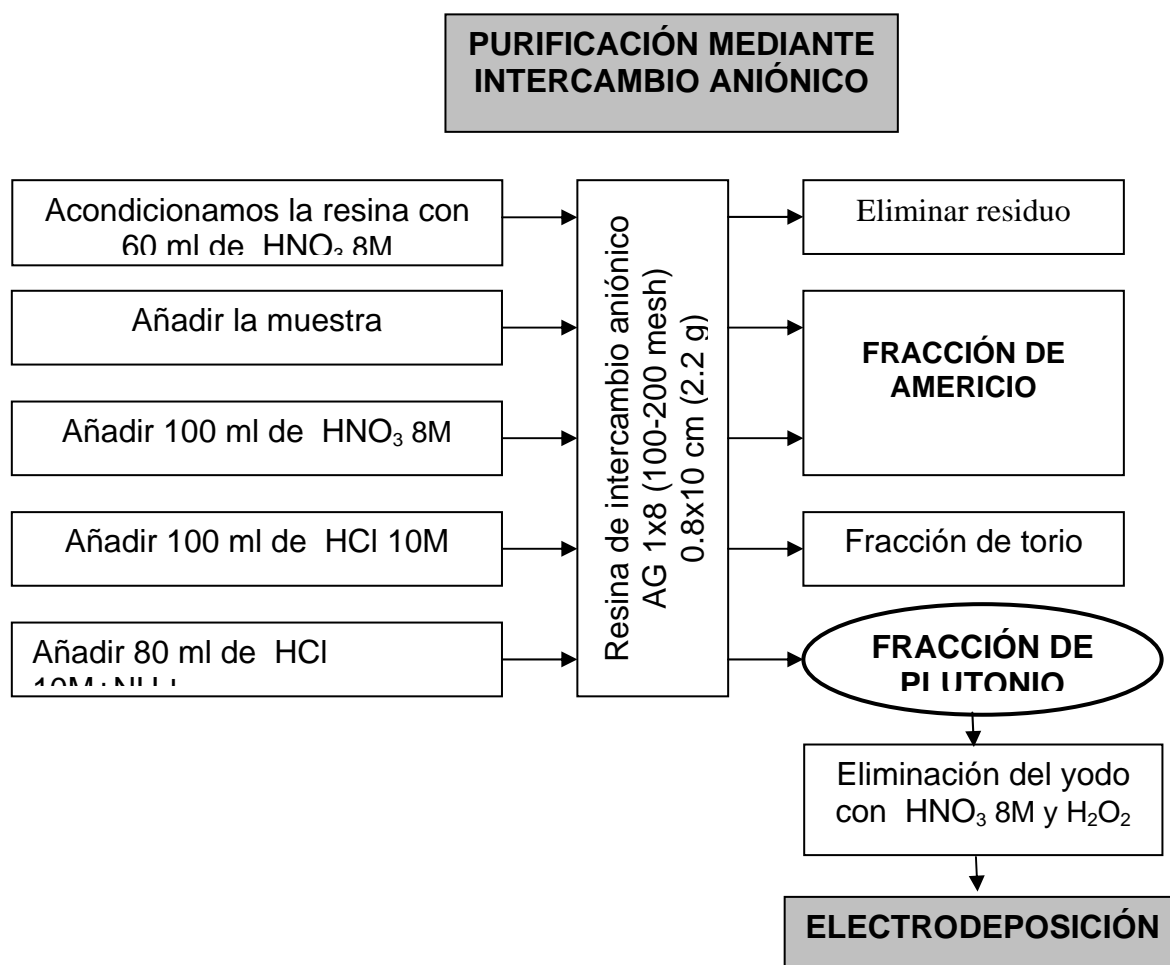 PURIFICACIÓN MEDIANTE
INTERCAMBIO ANIÓNICO
Acondicionamos la resina con
60 ml de HNO₃ 8M
Añadir la muestra
Añadir 100 ml de HNO₃ 8M
Añadir 100 ml de HCl 10M
Añadir 80 ml de HCl
Resina de intercambio aniónico
AG 1x8 (100-200 mesh)
0.8x10 cm (2.2 g)
Eliminar residuo
FRACCIÓN DE
AMERICIO
Fracción de torio
FRACCIÓN DE
PLUTONIO
Eliminación del yodo
con HNO₃ 8M y H₂O₂
ELECTRODEPOSICIÓN